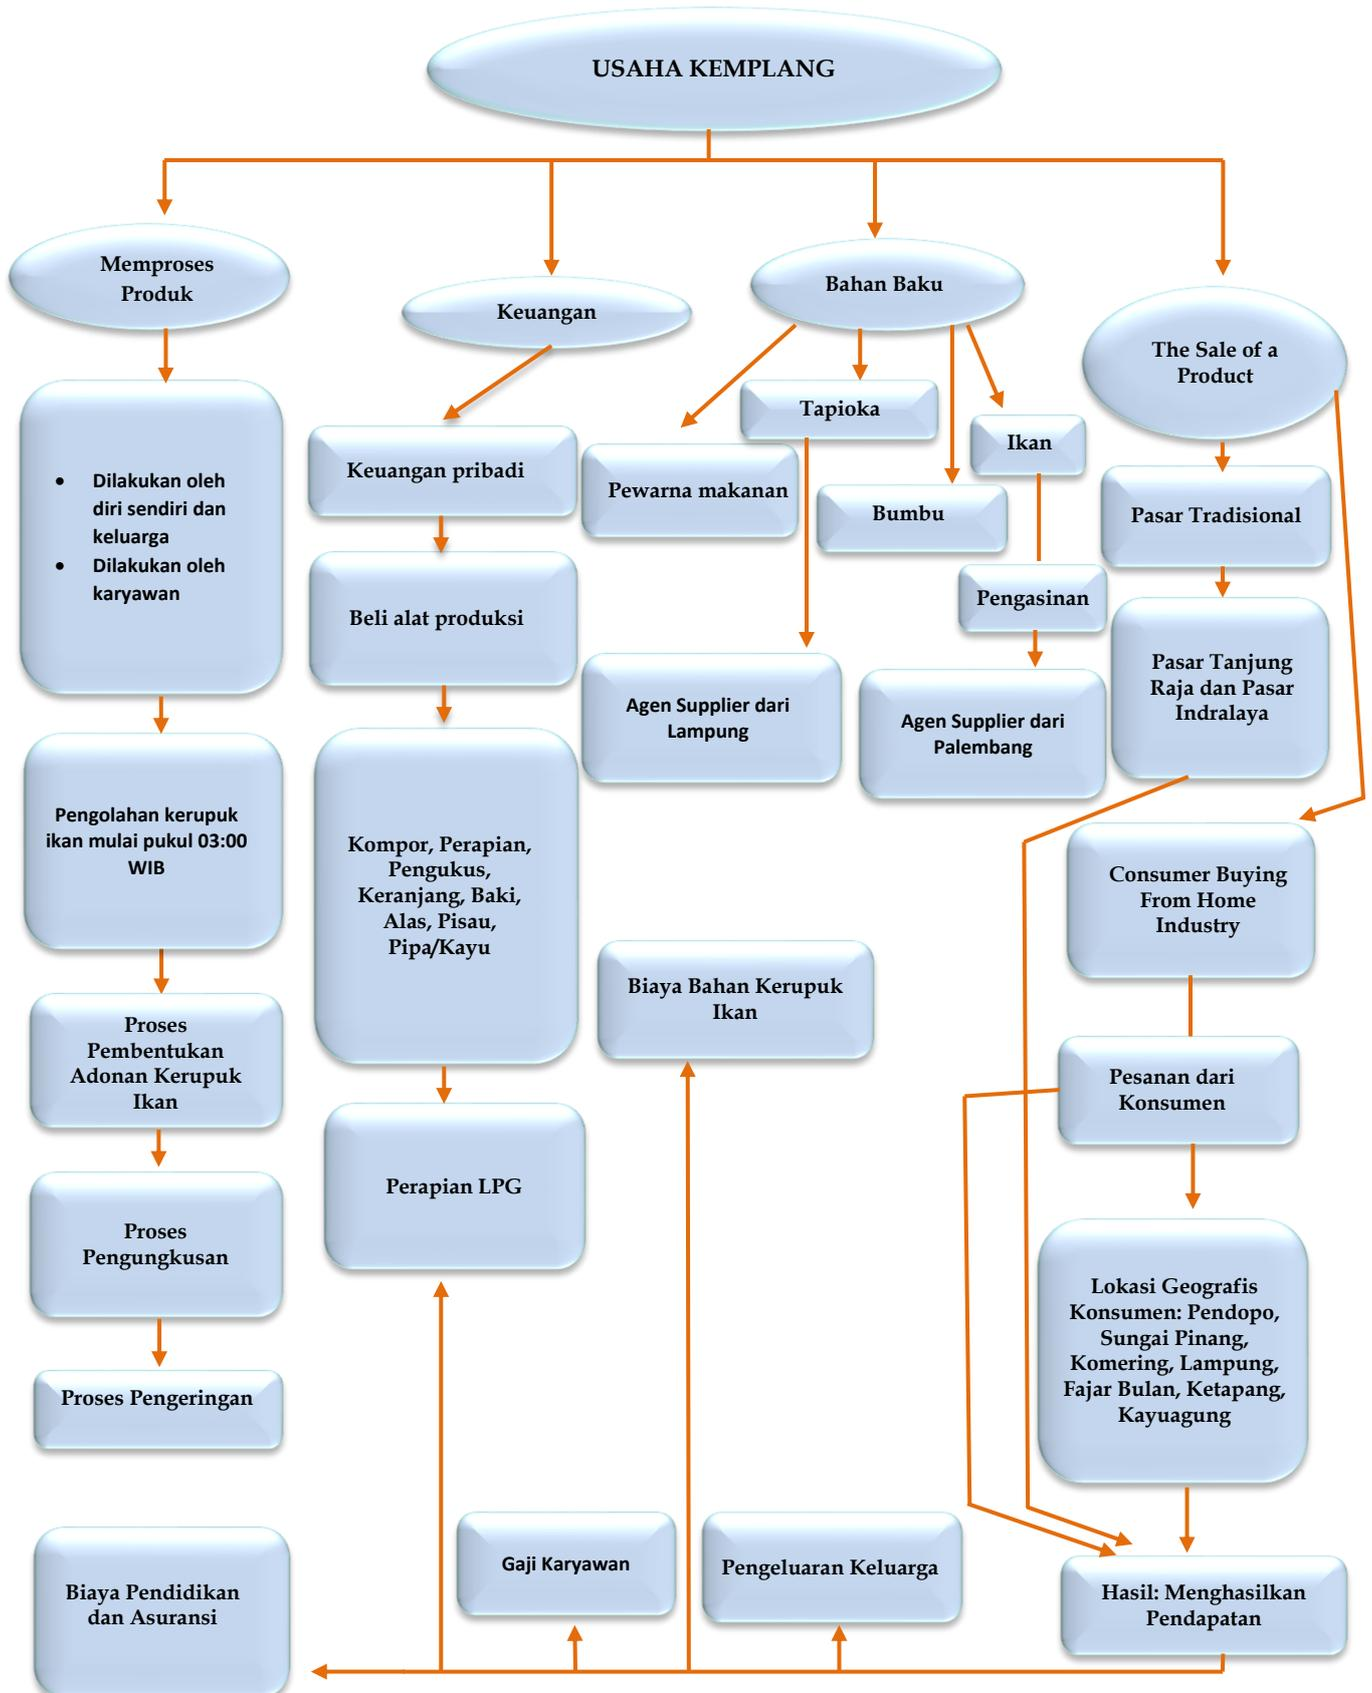 USAHA KEMPLANG
Memproses
Produk
Keuangan
Bahan Baku
The Sale of a
Product
• Dilakukan oleh
diri sendiri dan
keluarga
• Dilakukan oleh
karyawan
Pengolahan kerupuk
ikan mulai pukul 03:00
WIB
Proses
Pembentukan
Adonan Kerupuk
Ikan
Proses
Pengungkusan
Proses Pengeringan
Keuangan pribadi
Beli alat produksi
Kompor, Perapian,
Pengukus,
Keranjang, Baki,
Alas, Pisau,
Pipa/Kayu
Perapian LPG
Pewarna makanan
Tapioka
Bumbu
Ikan
Pengasinan
Agen Supplier dari
Lampung
Agen Supplier dari
Palembang
Pasar Tradisional
Pasar Tanjung
Raja dan Pasar
Indralaya
Consumer Buying
From Home
Industry
Pesanan dari
Konsumen
Lokasi Geografis
Konsumen: Pendopo,
Sungai Pinang,
Komering, Lampung,
Fajar Bulan, Ketapang,
Kayuagung
Hasil: Menghasilkan
Pendapatan
Biaya Bahan Kerupuk
Ikan
Pengeluaran Keluarga
Gaji Karyawan
Biaya Pendidikan
dan Asuransi